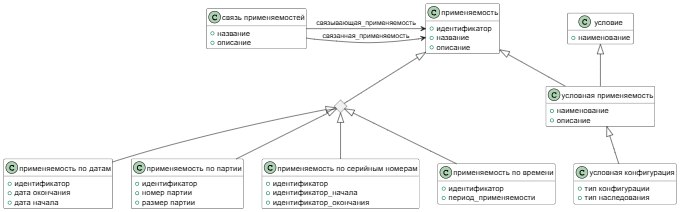 C связь применяемостей
название
описание
связывающая_применяемость
связанная_применяемость
C применяемость
идентификатор
название
описание
C условие
наименование
C условная применяемость
наименование
описание
C применяемость по датам
идентификатор
дата окончания
дата начала
C применяемость по партии
идентификатор
номер партии
размер партии
C применяемость по серийным номерам
идентификатор
идентификатор_начала
идентификатор_окончания
C применяемость по времени
идентификатор
период_применяемости
C условная конфигурация
тип конфигурации
тип наследования